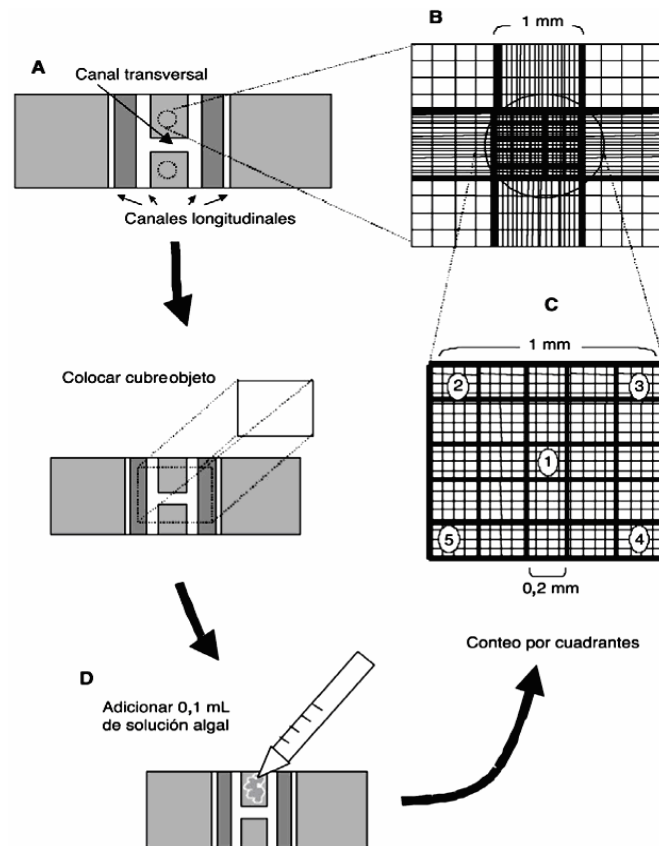 A
Canal transversal
Canales longitudinales
B
1 mm
Colocar cubreobjeto
C
1 mm
2
3
1
5
4
0,2 mm
Conteo por cuadrantes
D
Adicionar 0,1 mL
de solución algal